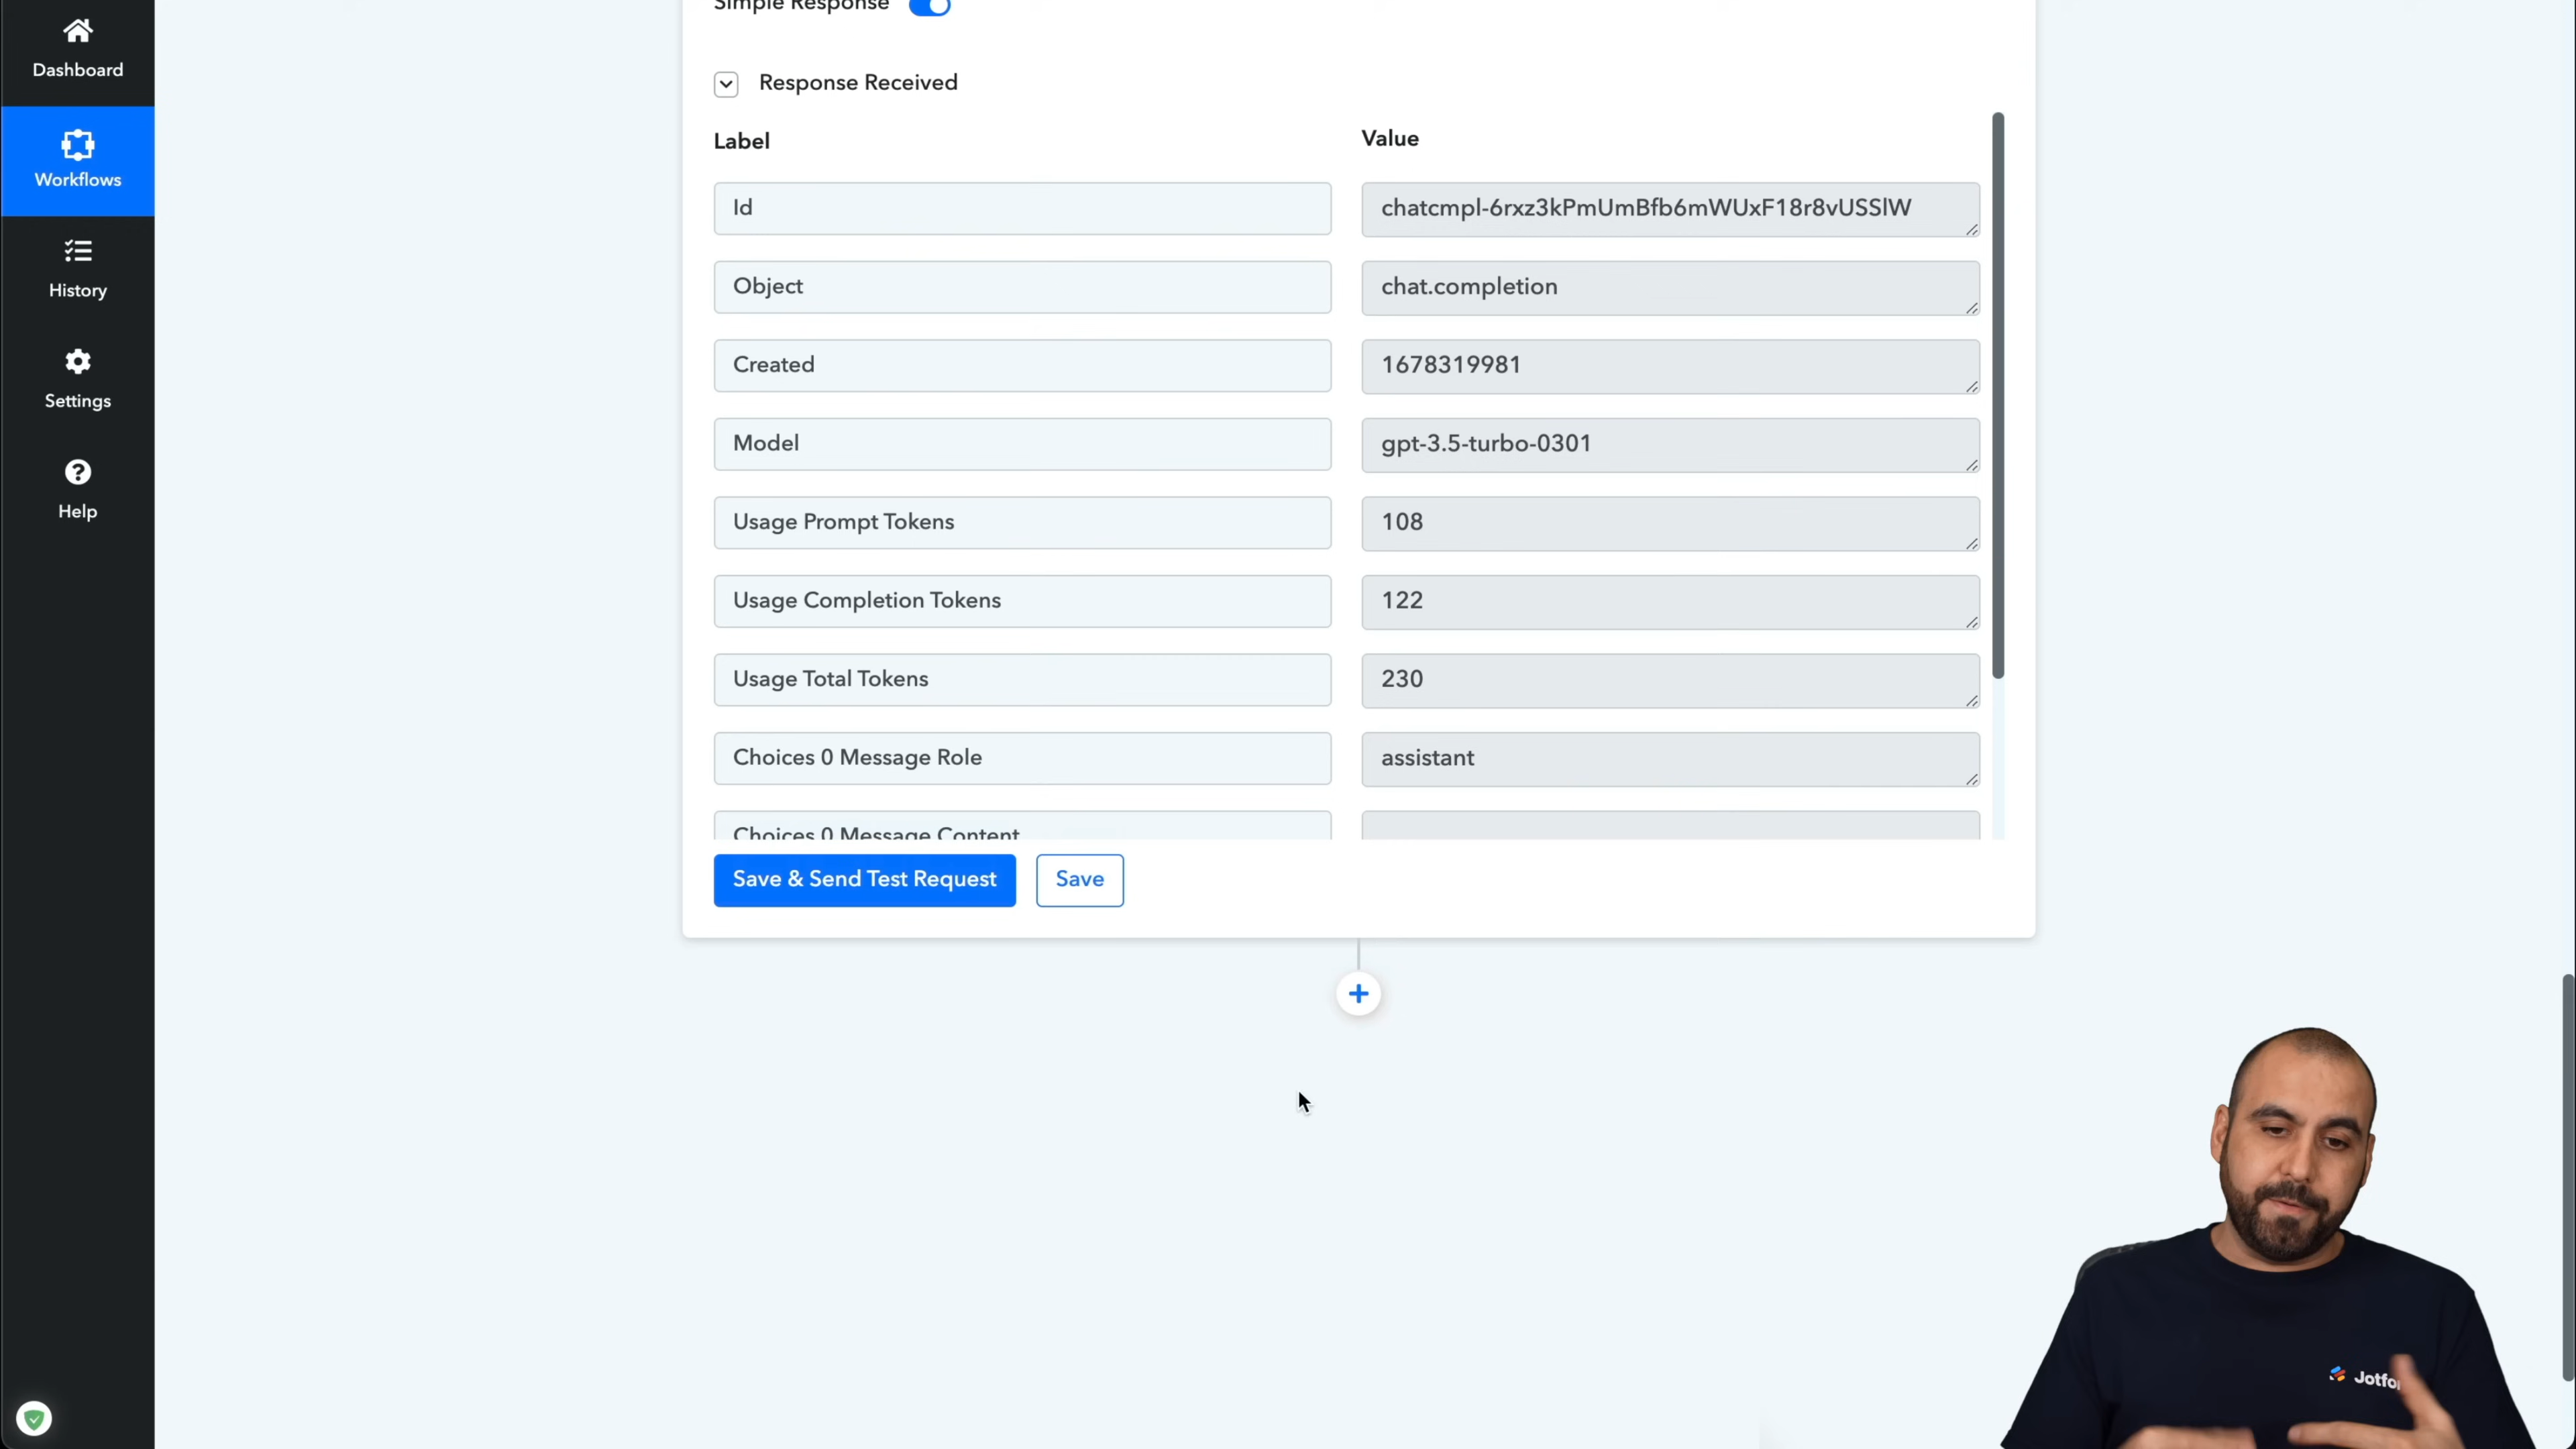 Simple Response
Dashboard
Response Received
Label
Value
Workflows
Id
chatcmpl-6rxz3kPmUmBfb6mWUxF18r8vUSSlW
History
Object
chat.completion
Created
1678319981
Settings
Model
gpt-3.5-turbo-0301
Help
Usage Prompt Tokens
108
Usage Completion Tokens
122
Usage Total Tokens
230
Choices 0 Message Role
assistant
Choices 0 Message Content
Save & Send Test Request
Save